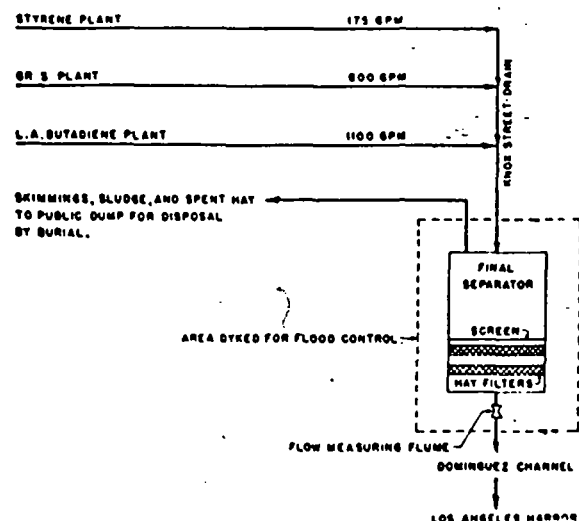 STYRENE PLANT 175 GPM
GR S. PLANT 600 GPM
L.A. BUTADIENE PLANT 1100 GPM
KNOX STREET DRAIN
SKIMMINGS, SLUDGE, AND SPENT HAY
TO PUBLIC DUMP FOR DISPOSAL
BY BURIAL.
FINAL
SEPARATOR
SCREEN
AREA DYKED FOR FLOOD CONTROL
HAY FILTERS
FLOW MEASURING FLUME
DOMINGUEZ CHANNEL
LOS ANGELES HARBOR